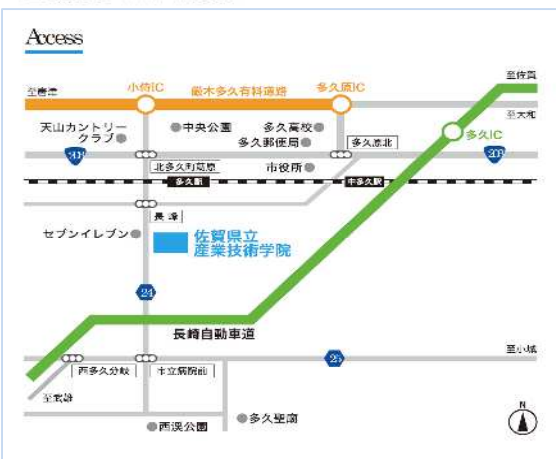 Access
至佐賀
小侍IC
厳木多久有料道路
多久原IC
至唐津
至大和
天山カントリー
クラブ
中央公園
多久高校
多久郵便局
多久原北
多久IC
203
203
北多久町莇原
市役所
多久駅
中多久駅
長峰
セブンイレブン
佐賀県立
産業技術学院
24
長崎自動車道
25
至小城
西多久分岐
市立病院前
至武雄
N
西渓公園
多久聖廟